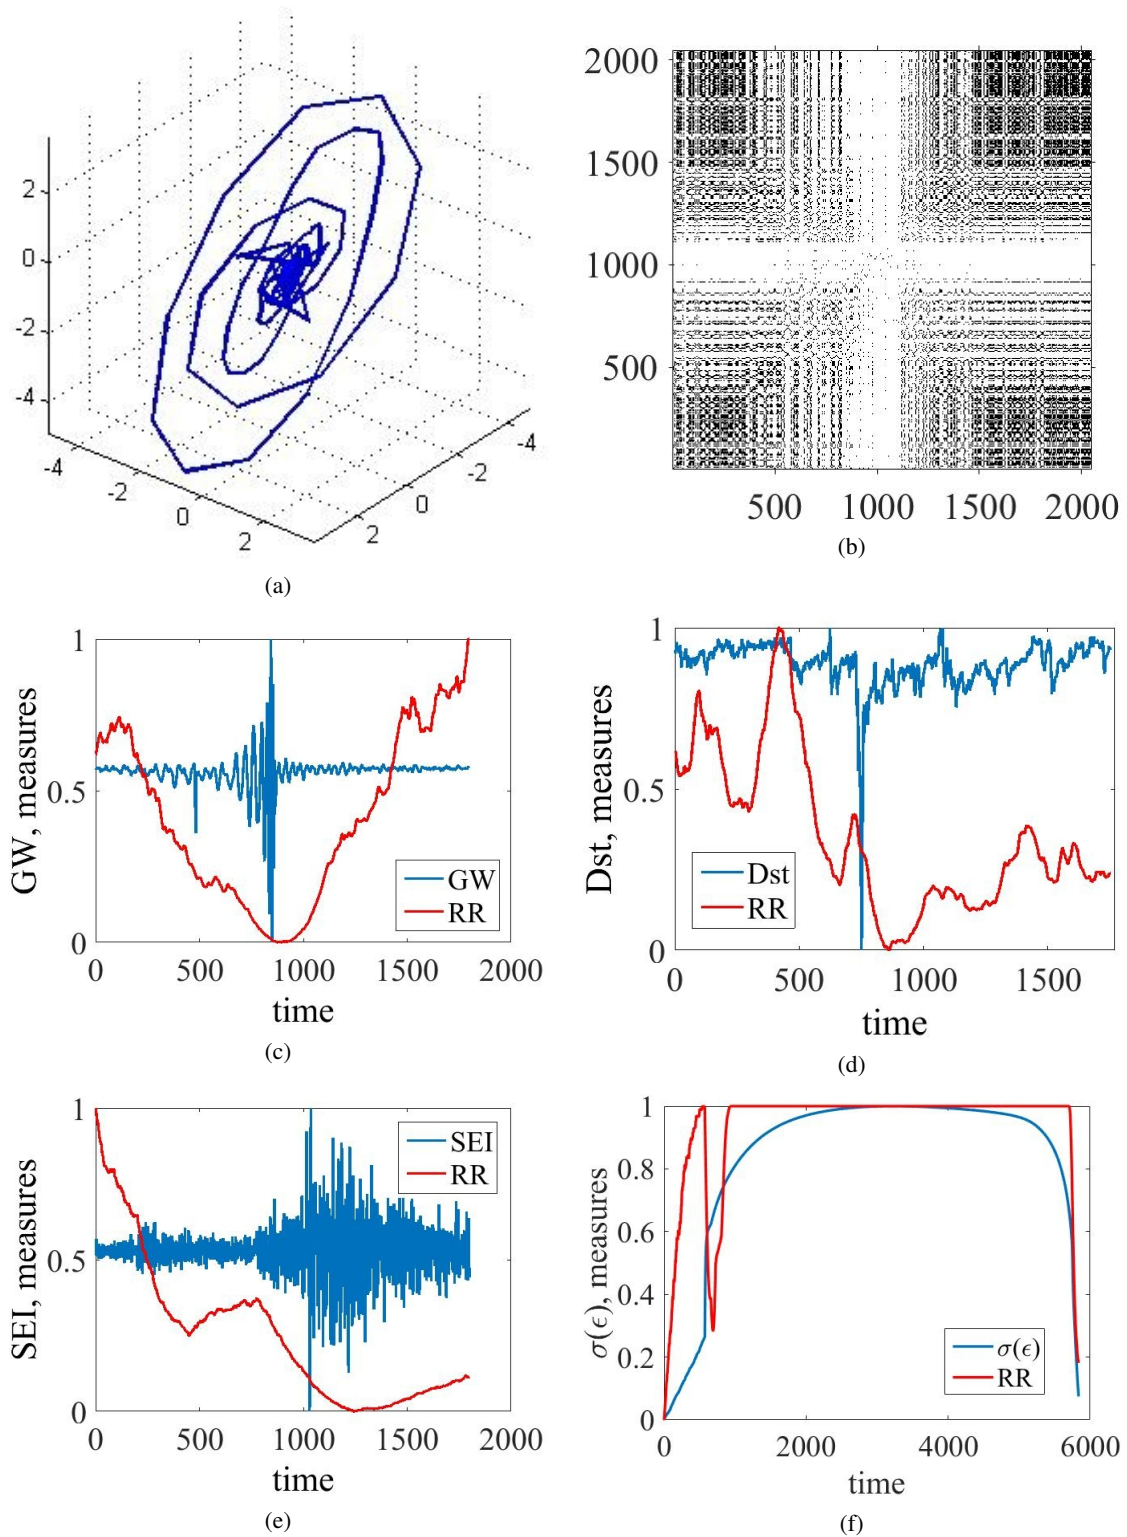 2
0
-2
-4
-4
-2
0
2
2
0
-2
-4
(a)
2000
1500
1000
500
500 1000 1500 2000
(b)
1
0.5
0
GW, measures
GW
RR
0 500 1000 1500 2000
time
(c)
1
0.5
0
Dst, measures
Dst
RR
0 500 1000 1500
time
(d)
1
0.5
0
SEI, measures
SEI
RR
0 500 1000 1500 2000
time
(e)
1
0.8
0.6
0.4
0.2
0
σ(ϵ), measures
σ(ϵ)
RR
0 2000 4000 6000
time
(f)